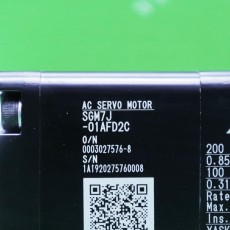 AC SERVO MOTOR
SGM7J
-01AFD2C
O/N
0003027576-8
S/N
1A1920275760008
200
0.85
100
0.31
Rate
Max.
Ins.
YASK